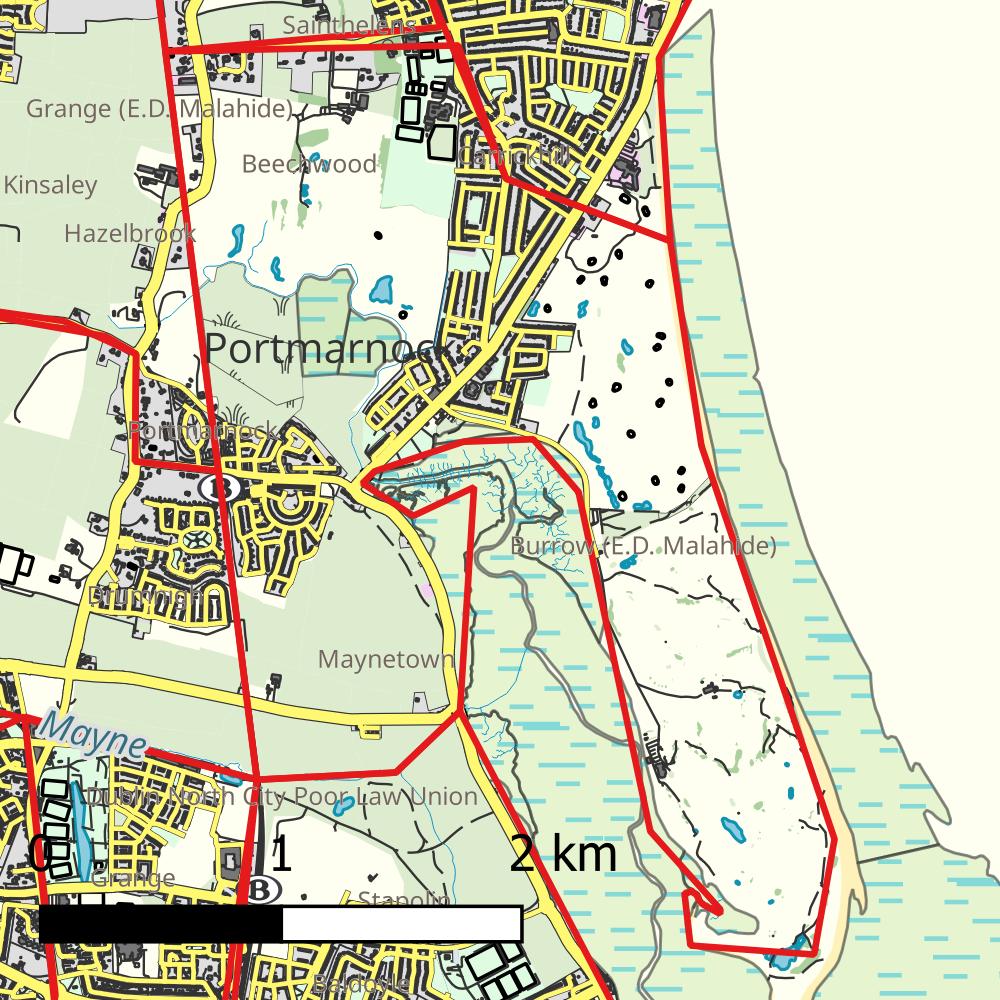 Sainthelens
Grange (E.D. Malahide)
Carrickhill
Beechwood
Kinsaley
Hazelbrook
Portmarnock
Portmarnock
B
Burrow (E.D. Malahide)
Drumnigh
Maynetown
Mayne
Dublin North City Poor Law Union
0 1 2 km
Grange
B
Stapolin
Baldoyle